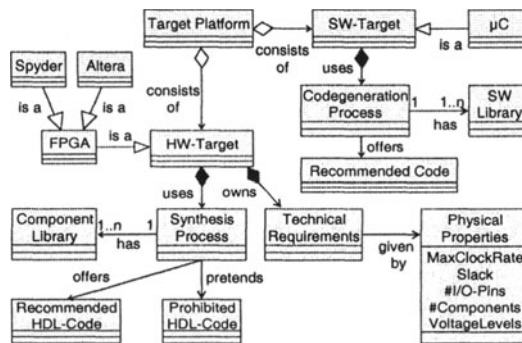 Target Platform
SW-Target
µC
consists
of
is a
Spyder
Altera
uses
is a
is a
consists
of
Codegeneration
Process
1
1..n
has
SW
Library
FPGA
is a
HW-Target
offers
Recommended Code
uses
owns
Component
Library
1..n
1
has
Synthesis
Process
Technical
Requirements
given
by
Physical
Properties
MaxClockRate
Slack
#I/O-Pins
#Components
VoltageLevels
offers
pretends
Recommended
HDL-Code
Prohibited
HDL-Code